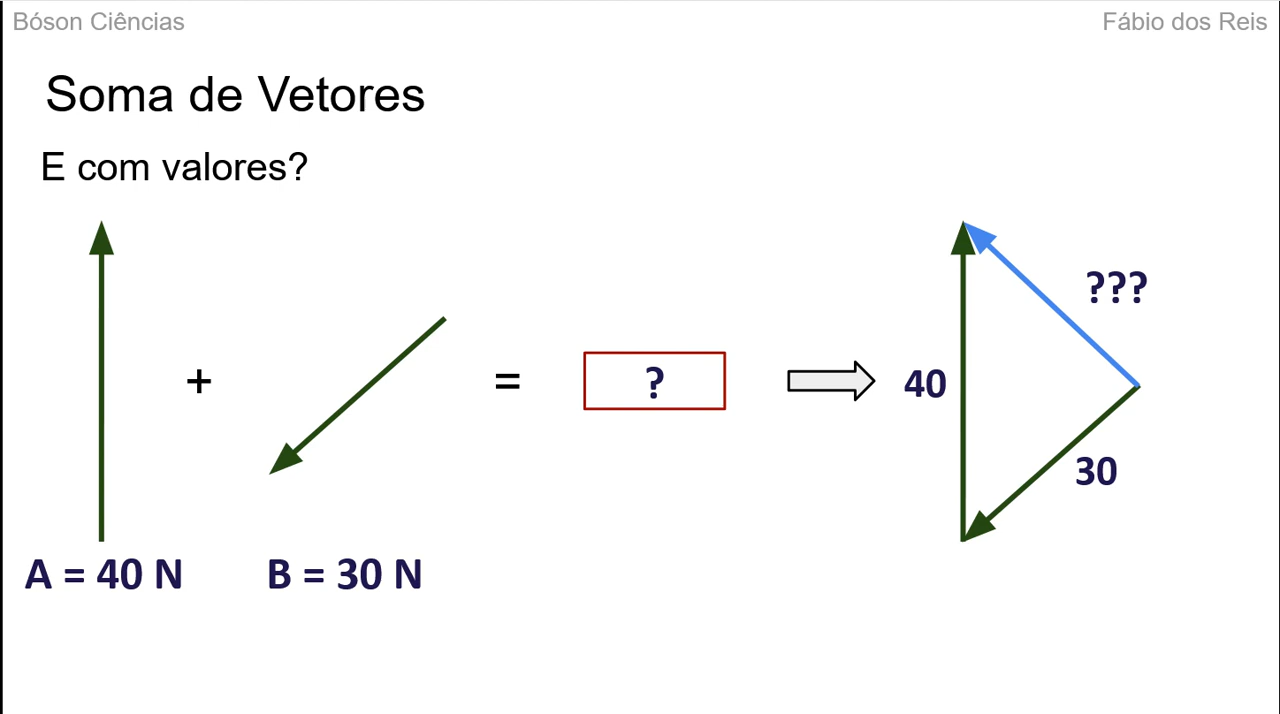 Bóson Ciências
Fábio dos Reis
Soma de Vetores
E com valores?
+
=
?
40
???
30
A = 40 N
B = 30 N